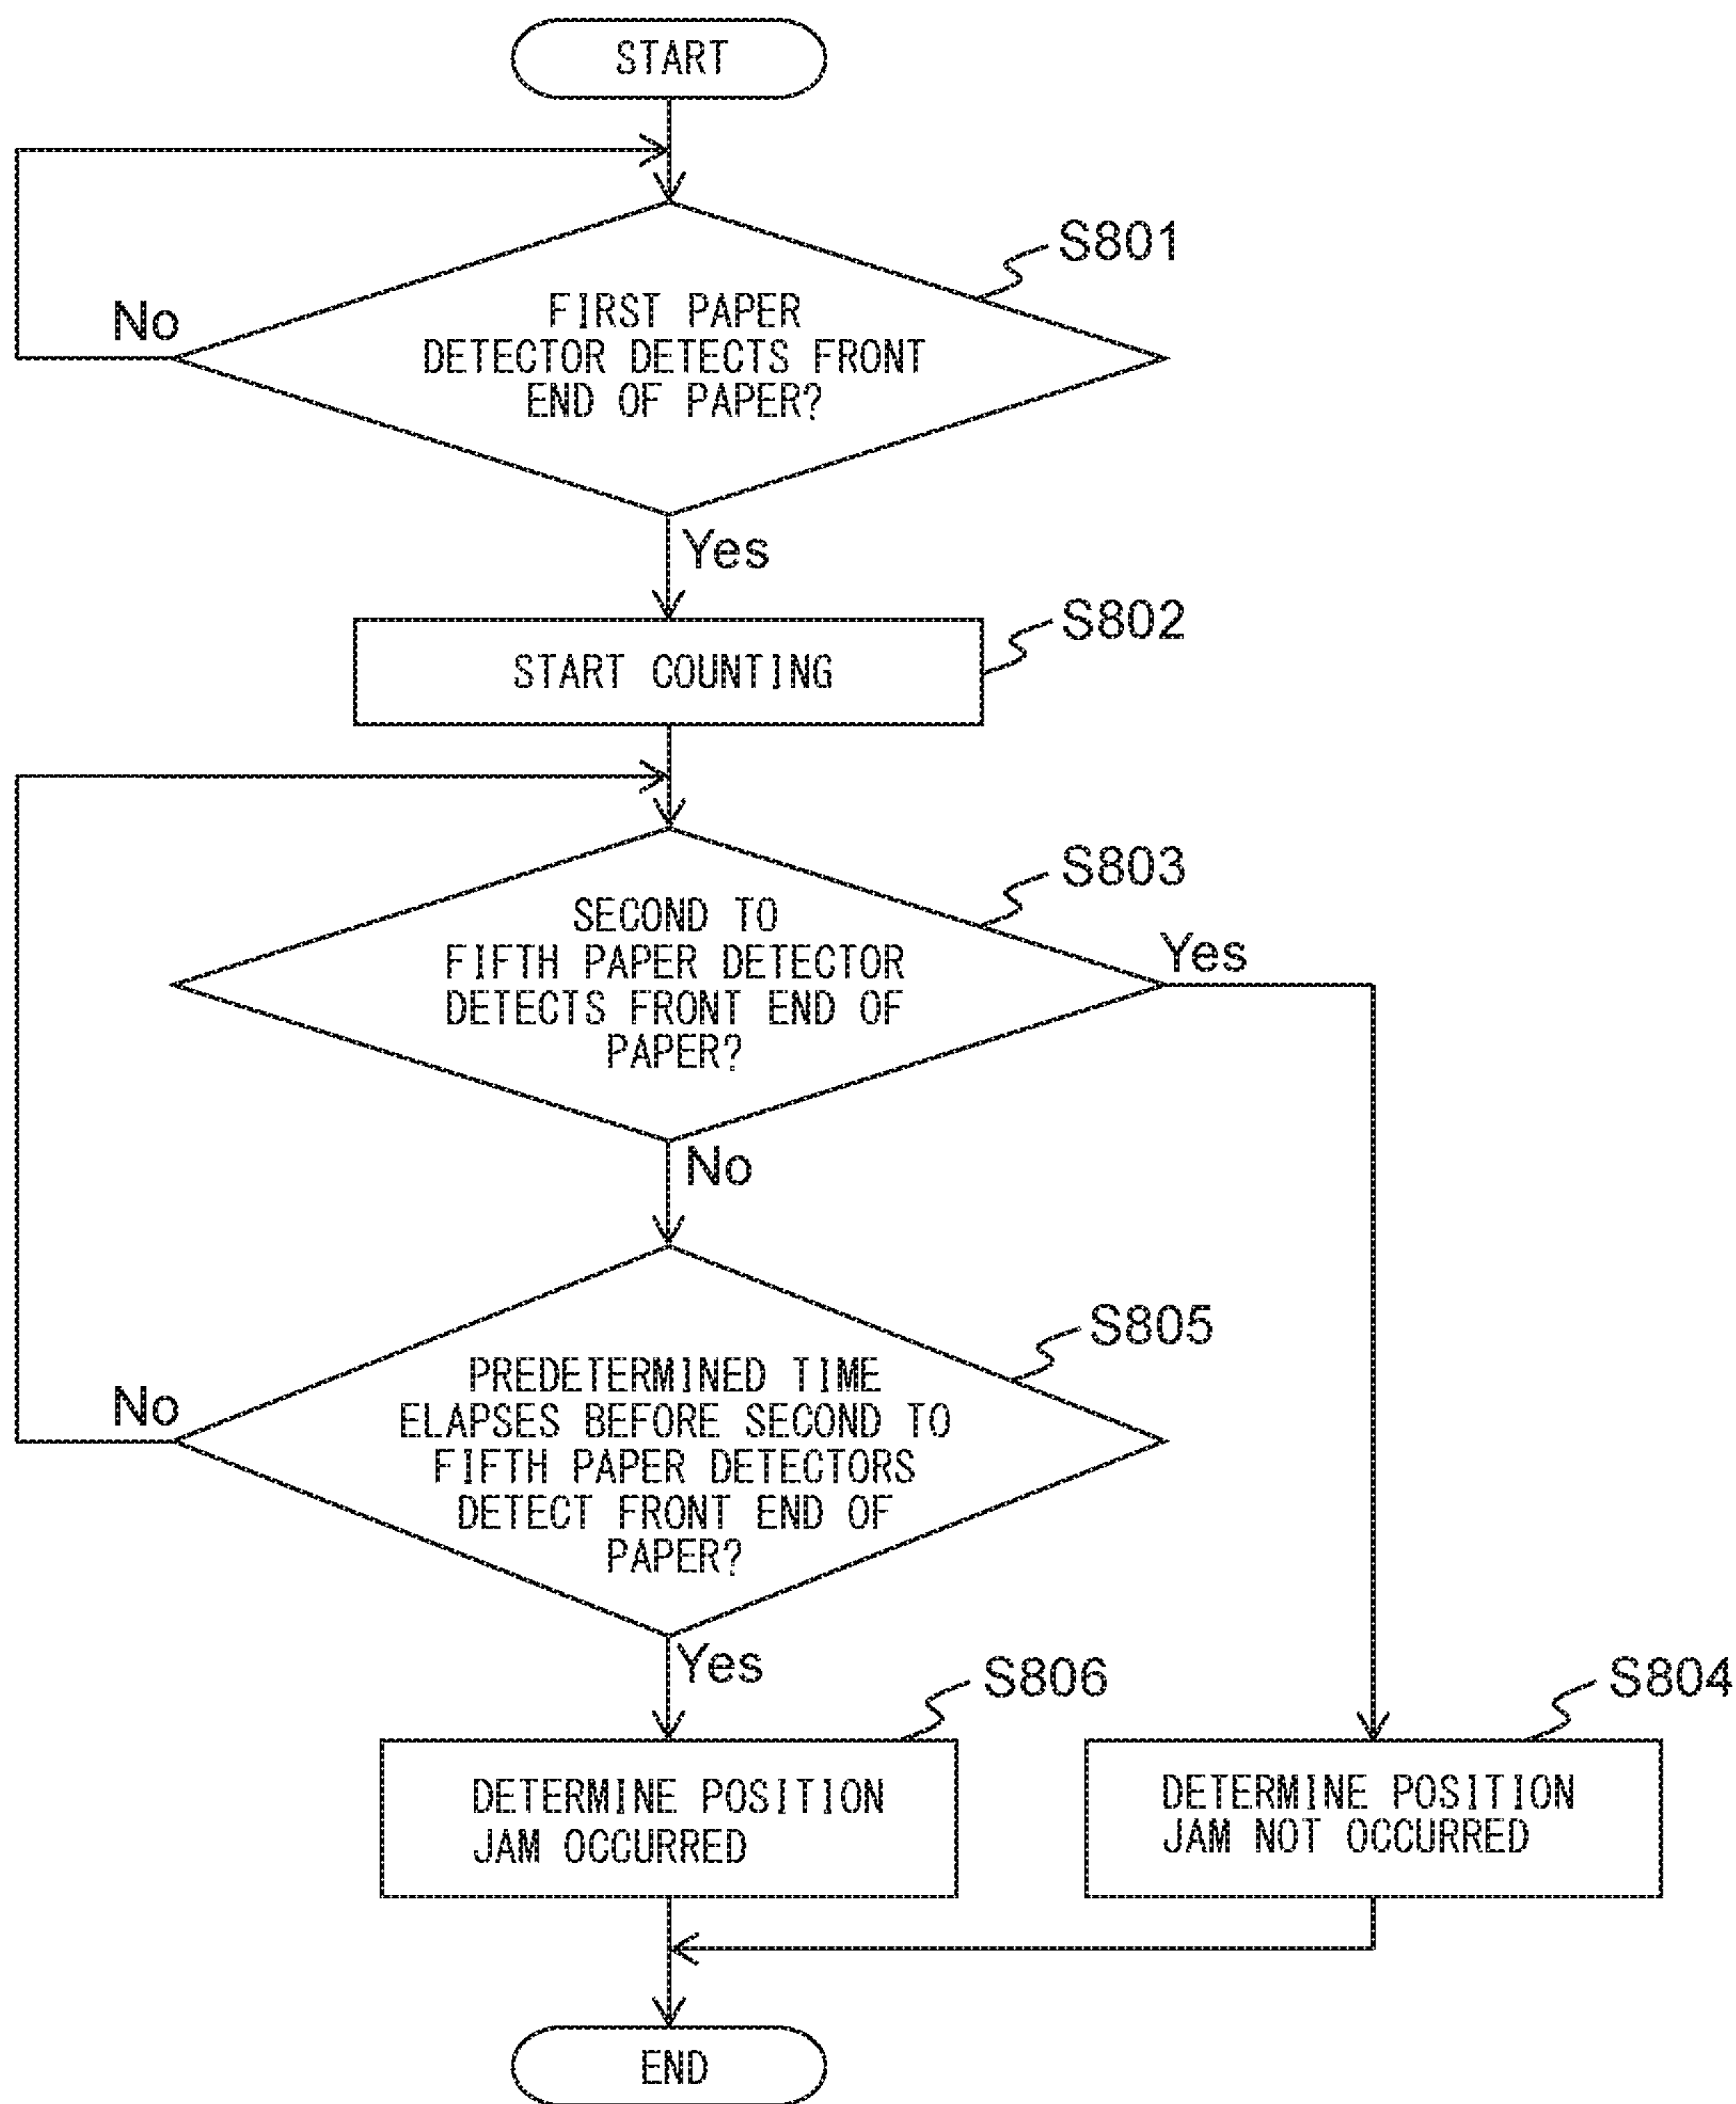 START
S801
No
FIRST PAPER
DETECTOR DETECTS FRONT
END OF PAPER?
Yes
S802
START COUNTING
S803
SECOND TO
FIFTH PAPER DETECTOR
DETECTS FRONT END OF
PAPER?
Yes
No
S805
No
PREDETERMINED TIME
ELAPSES BEFORE SECOND TO
FIFTH PAPER DETECTORS
DETECT FRONT END OF
PAPER?
Yes
S806
S804
DETERMINE POSITION
JAM OCCURRED
DETERMINE POSITION
JAM NOT OCCURRED
END